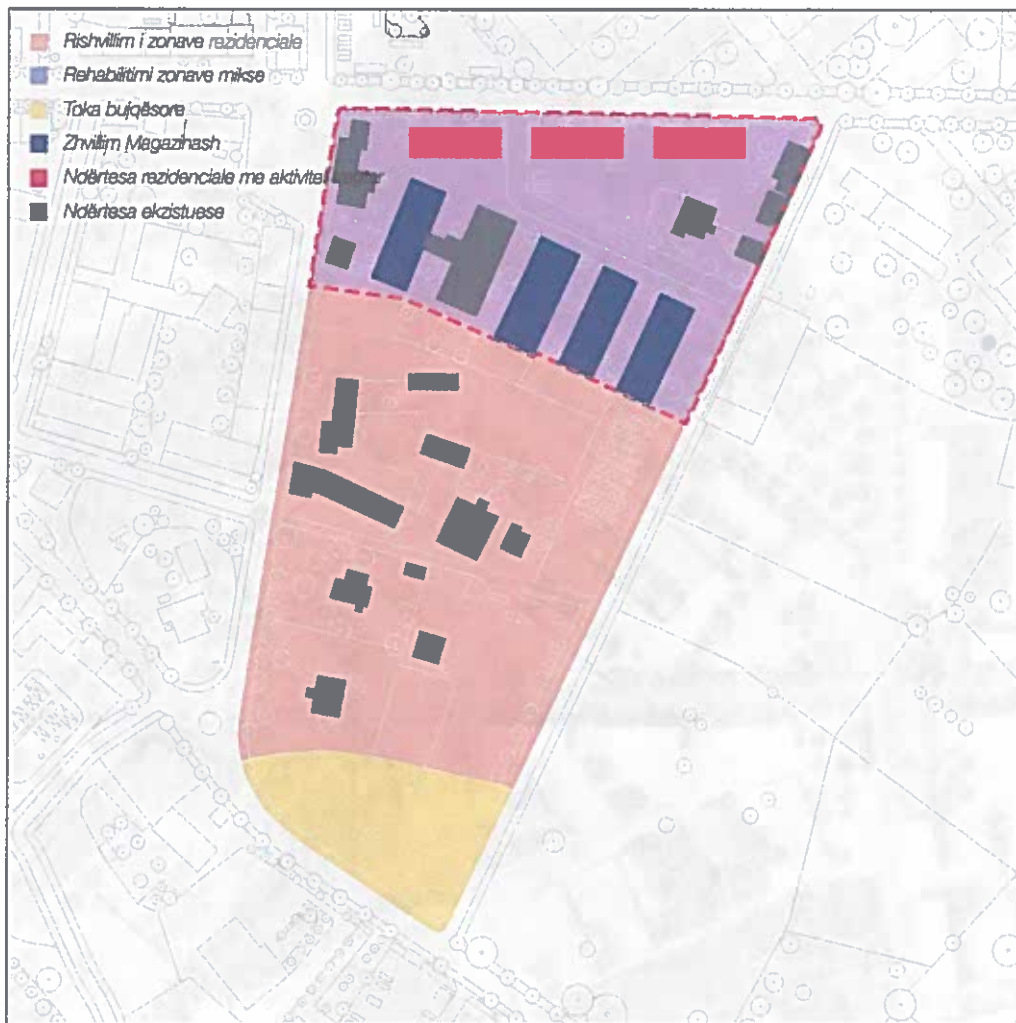 Rishvillim i zonave rezidenciale
Rehabilitimi zonave mikse
Toka bujqësore
Zhvillim Magazinash
Ndërtesa rezidenciale me aktivitet
Ndërtesa ekzistuese